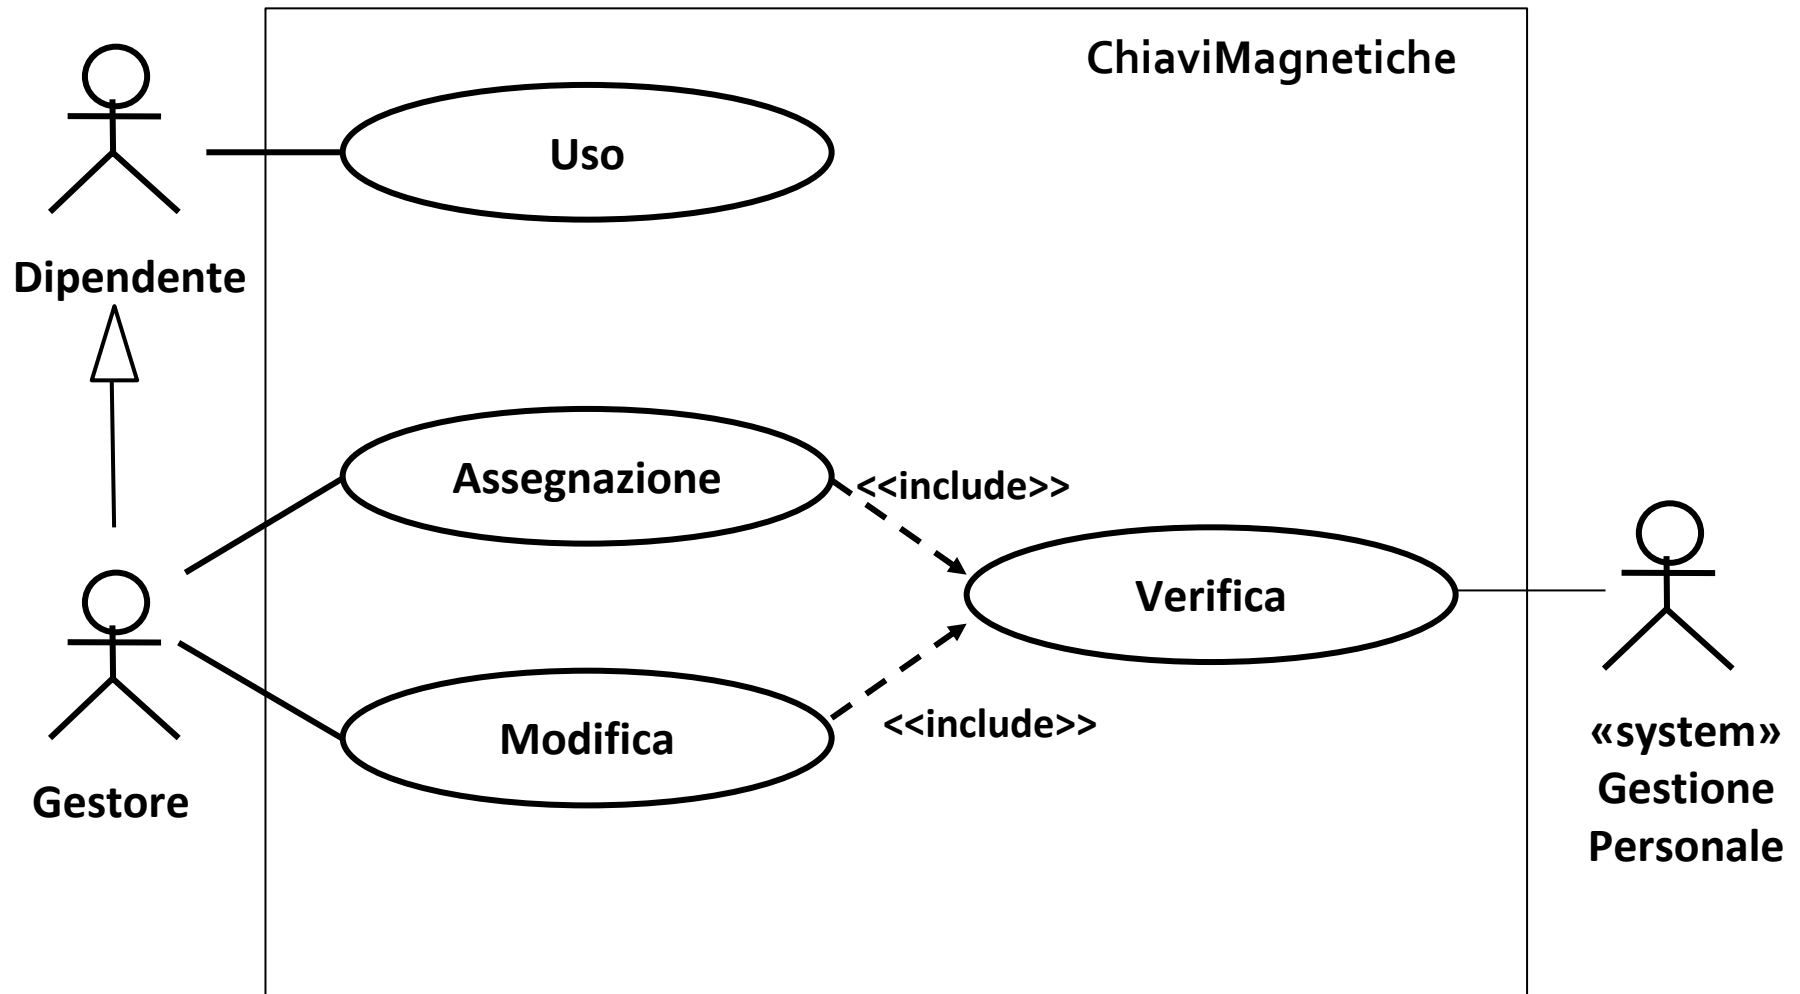 ChiaviMagnetiche
Uso
Dipendente
Assegnazione
<<include>>
Verifica
Modifica
<<include>>
Gestore
«system»
Gestione
Personale